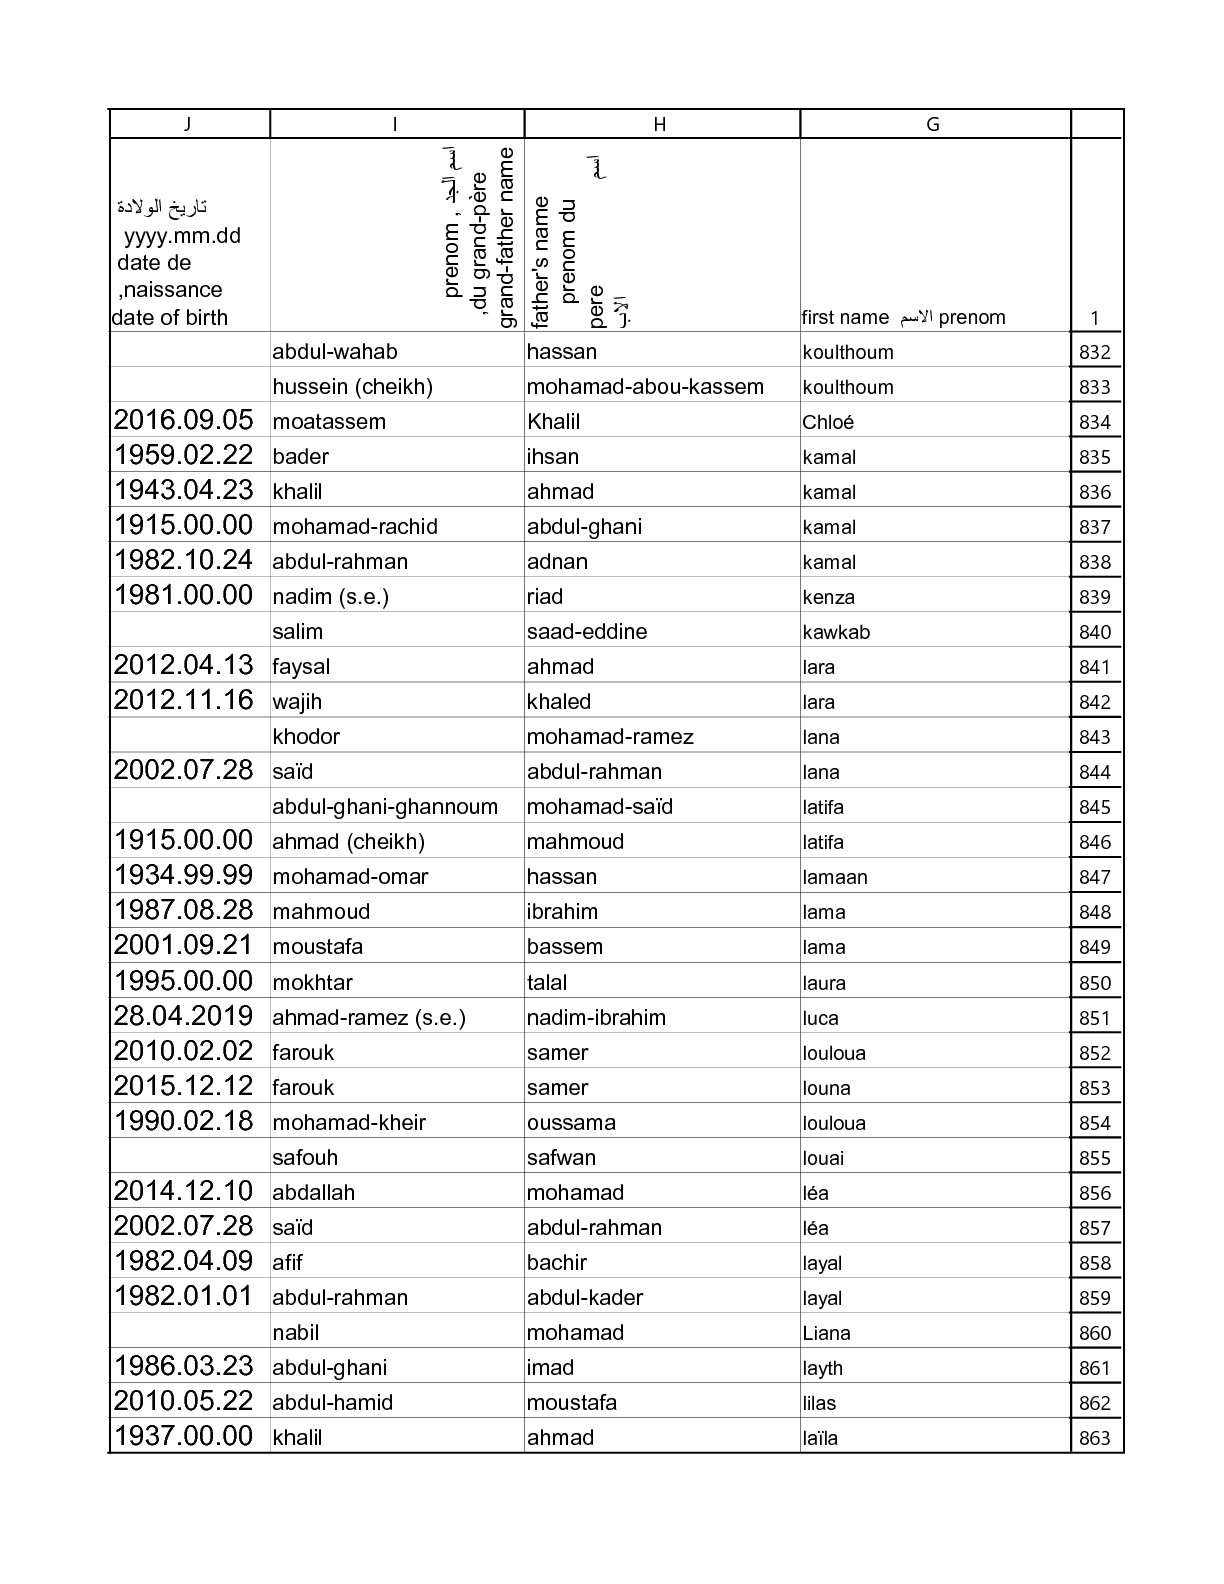 J I H G
تاريخ الولادة
yyyy.mm.dd
date de
,naissance
date of birth
اسم الجد , prenom
,du grand-père
grand-father name
father's name
prenom du
pere اسم
الاب
first name الاسم prenom
1
abdul-wahab hassan koulthoum 832
hussein (cheikh) mohamad-abou-kassem koulthoum 833
2016.09.05 moatassem Khalil Chloé 834
1959.02.22 bader ihsan kamal 835
1943.04.23 khalil ahmad kamal 836
1915.00.00 mohamad-rachid abdul-ghani kamal 837
1982.10.24 abdul-rahman adnan kamal 838
1981.00.00 nadim (s.e.) riad kenza 839
salim saad-eddine kawkab 840
2012.04.13 faysal ahmad lara 841
2012.11.16 wajih khaled lara 842
khodor mohamad-ramez lana 843
2002.07.28 saïd abdul-rahman lana 844
abdul-ghani-ghannoum mohamad-saïd latifa 845
1915.00.00 ahmad (cheikh) mahmoud latifa 846
1934.99.99 mohamad-omar hassan lamaan 847
1987.08.28 mahmoud ibrahim lama 848
2001.09.21 moustafa bassem lama 849
1995.00.00 mokhtar talal laura 850
28.04.2019 ahmad-ramez (s.e.) nadim-ibrahim luca 851
2010.02.02 farouk samer louloua 852
2015.12.12 farouk samer louna 853
1990.02.18 mohamad-kheir oussama louloua 854
safouh safwan louai 855
2014.12.10 abdallah mohamad léa 856
2002.07.28 saïd abdul-rahman léa 857
1982.04.09 afif bachir layal 858
1982.01.01 abdul-rahman abdul-kader layal 859
nabil mohamad Liana 860
1986.03.23 abdul-ghani imad layth 861
2010.05.22 abdul-hamid moustafa lilas 862
1937.00.00 khalil ahmad laïla 863